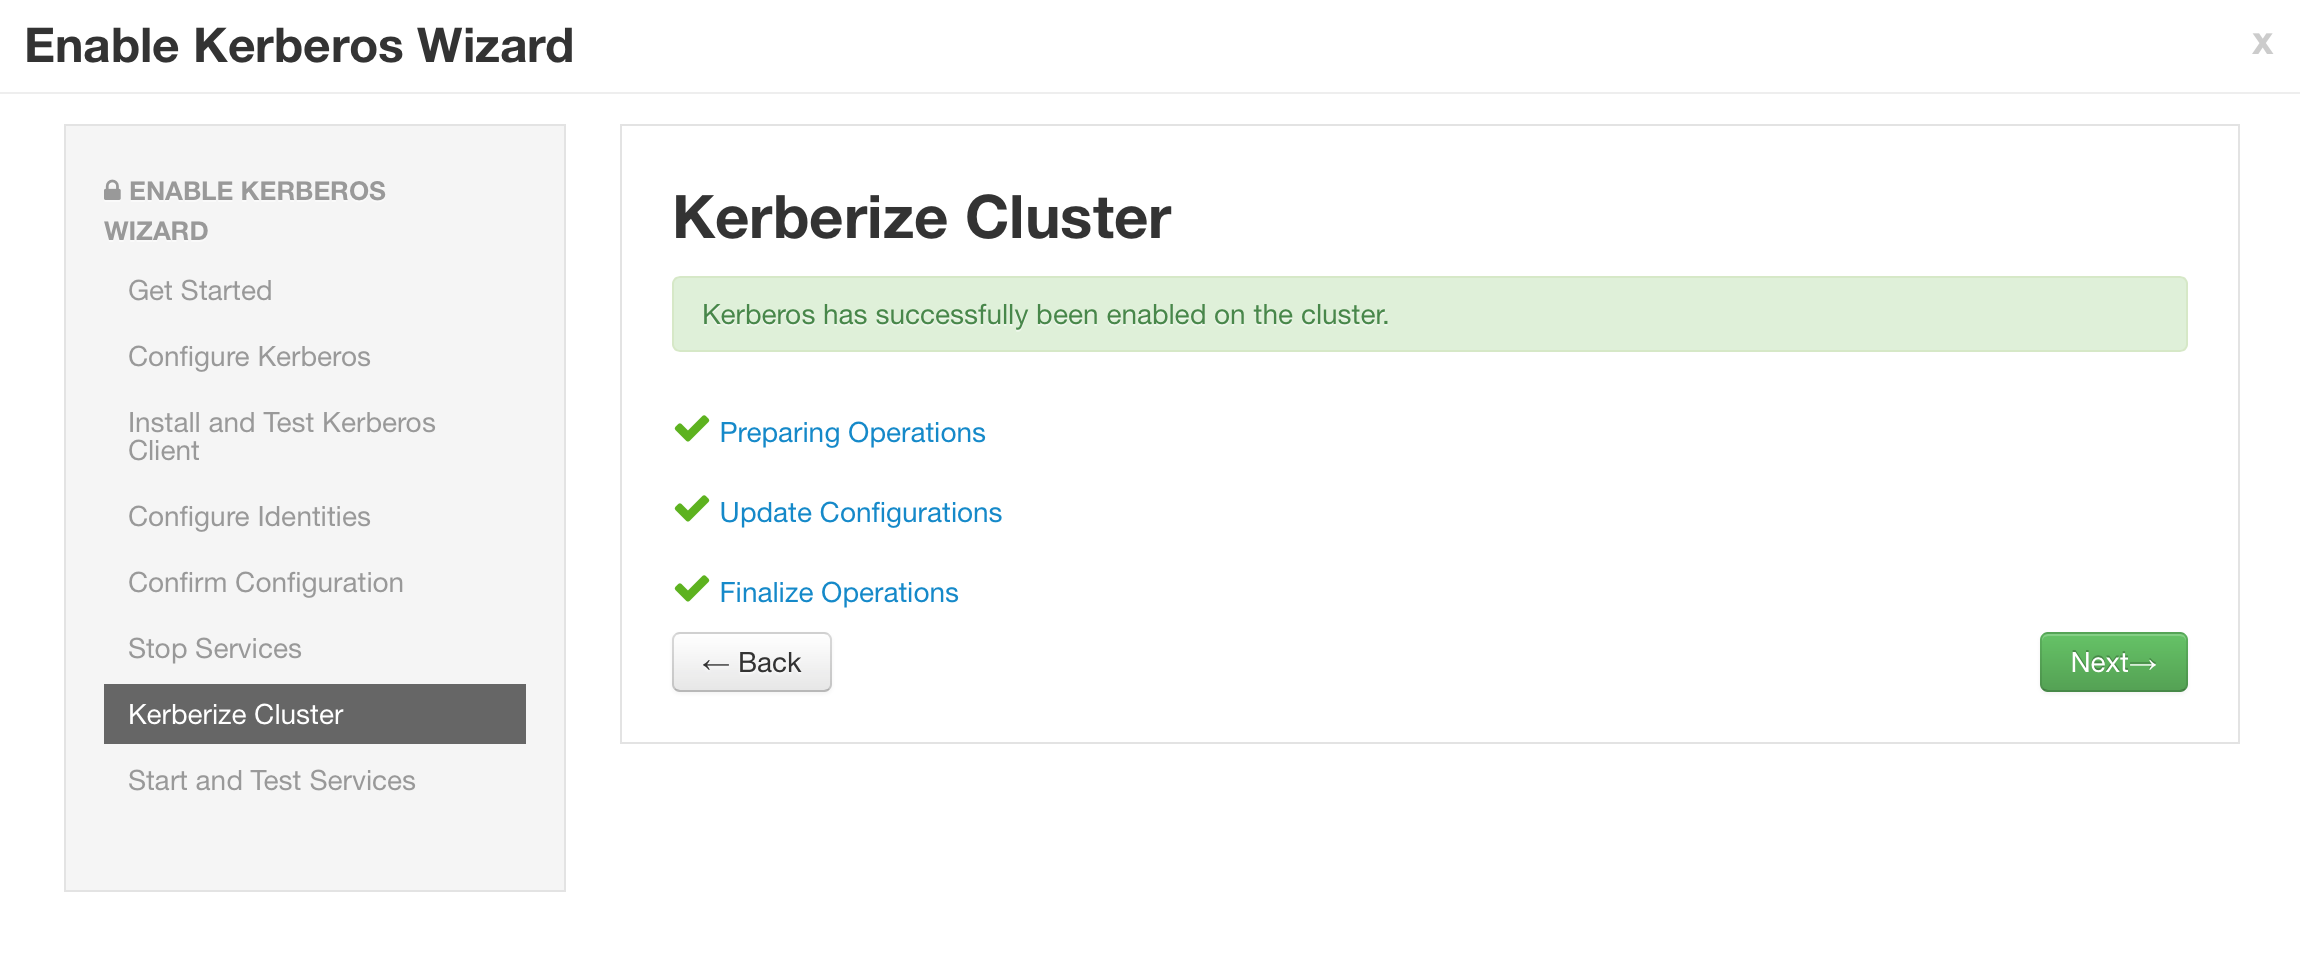 Enable Kerberos Wizard
x
ENABLE KERBEROS
WIZARD
Get Started
Configure Kerberos
Install and Test Kerberos
Client
Configure Identities
Confirm Configuration
Stop Services
Kerberize Cluster
Start and Test Services
Kerberize Cluster
Kerberos has successfully been enabled on the cluster.
Preparing Operations
Update Configurations
Finalize Operations
← Back
Next→